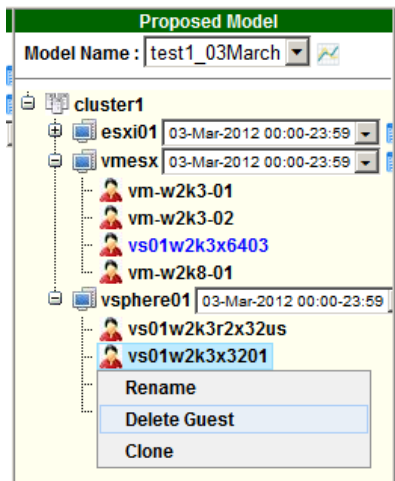 Proposed Model
Model Name : test1_03March
cluster1
esxi01 03-Mar-2012 00:00-23:59
vmesx 03-Mar-2012 00:00-23:59
vm-w2k3-01
vm-w2k3-02
vs01w2k3x6403
vm-w2k8-01
vsphere01 03-Mar-2012 00:00-23:59
vs01w2k3r2x32us
vs01w2k3x3201
Rename
Delete Guest
Clone